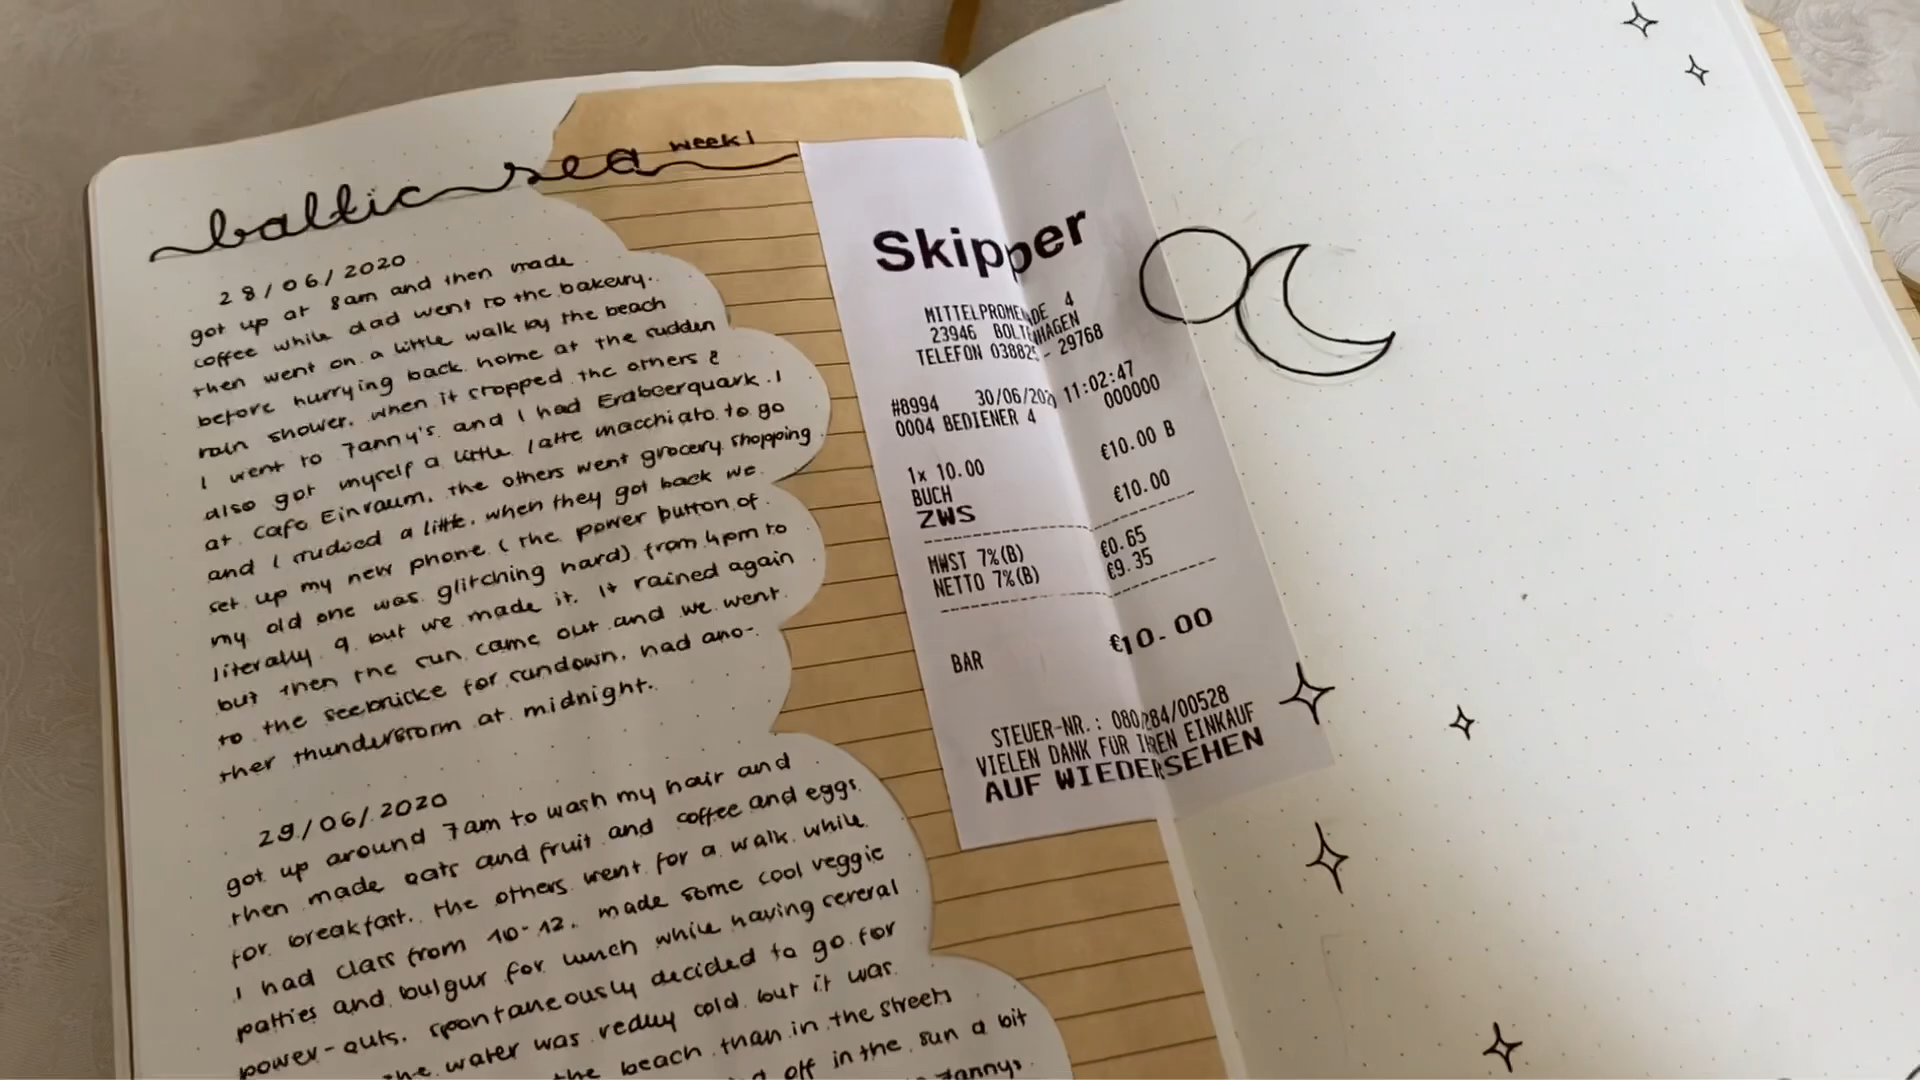 baltic sea week 1
28/06/2020
got up at 8am and then made
coffee while dad went to the bakery.
then went on a little walk by the beach
before hurrying back home at the sudden
rain shower. when it stopped the others &
I went to Zanny's and I had Erdbeerquark. I
also got myself a little latte macchiato to go
at Cafe Einraum. the others went grocery shopping
and I studied a little. when they got back we
set up my new phone (the power button of
my old one was glitching hard) from 4pm to
literally 9 but we made it. It rained again
but then the sun came out and we went
to the seebrücke for sundown. had ano-
ther thunderstorm at midnight.
29/06/2020
got up around 7am to wash my hair and
then made oats and fruit and coffee and eggs
for breakfast. the others went for a walk while
I had class from 10-12. made some cool veggie
patties and bulgur for lunch while having several
power-outs. spontaneously decided to go for
the water was really cold but it was
the beach than in the streets
off in the sun a bit
Skipper
MITTELPROMENADE 4
23946 BOLTENHAGEN
TELEFON 038825 - 29768
#8994 30/06/2020 11:02:47
0004 BEDIENER 4 000000
1x 10.00 €10.00 B
BUCH
ZWS €10.00
MWST 7%(B) €0.65
NETTO 7%(B) €9.35
BAR €10.00
STEUER-NR.: 080/284/00528
VIELEN DANK FÜR IHREN EINKAUF
AUF WIEDERSEHEN